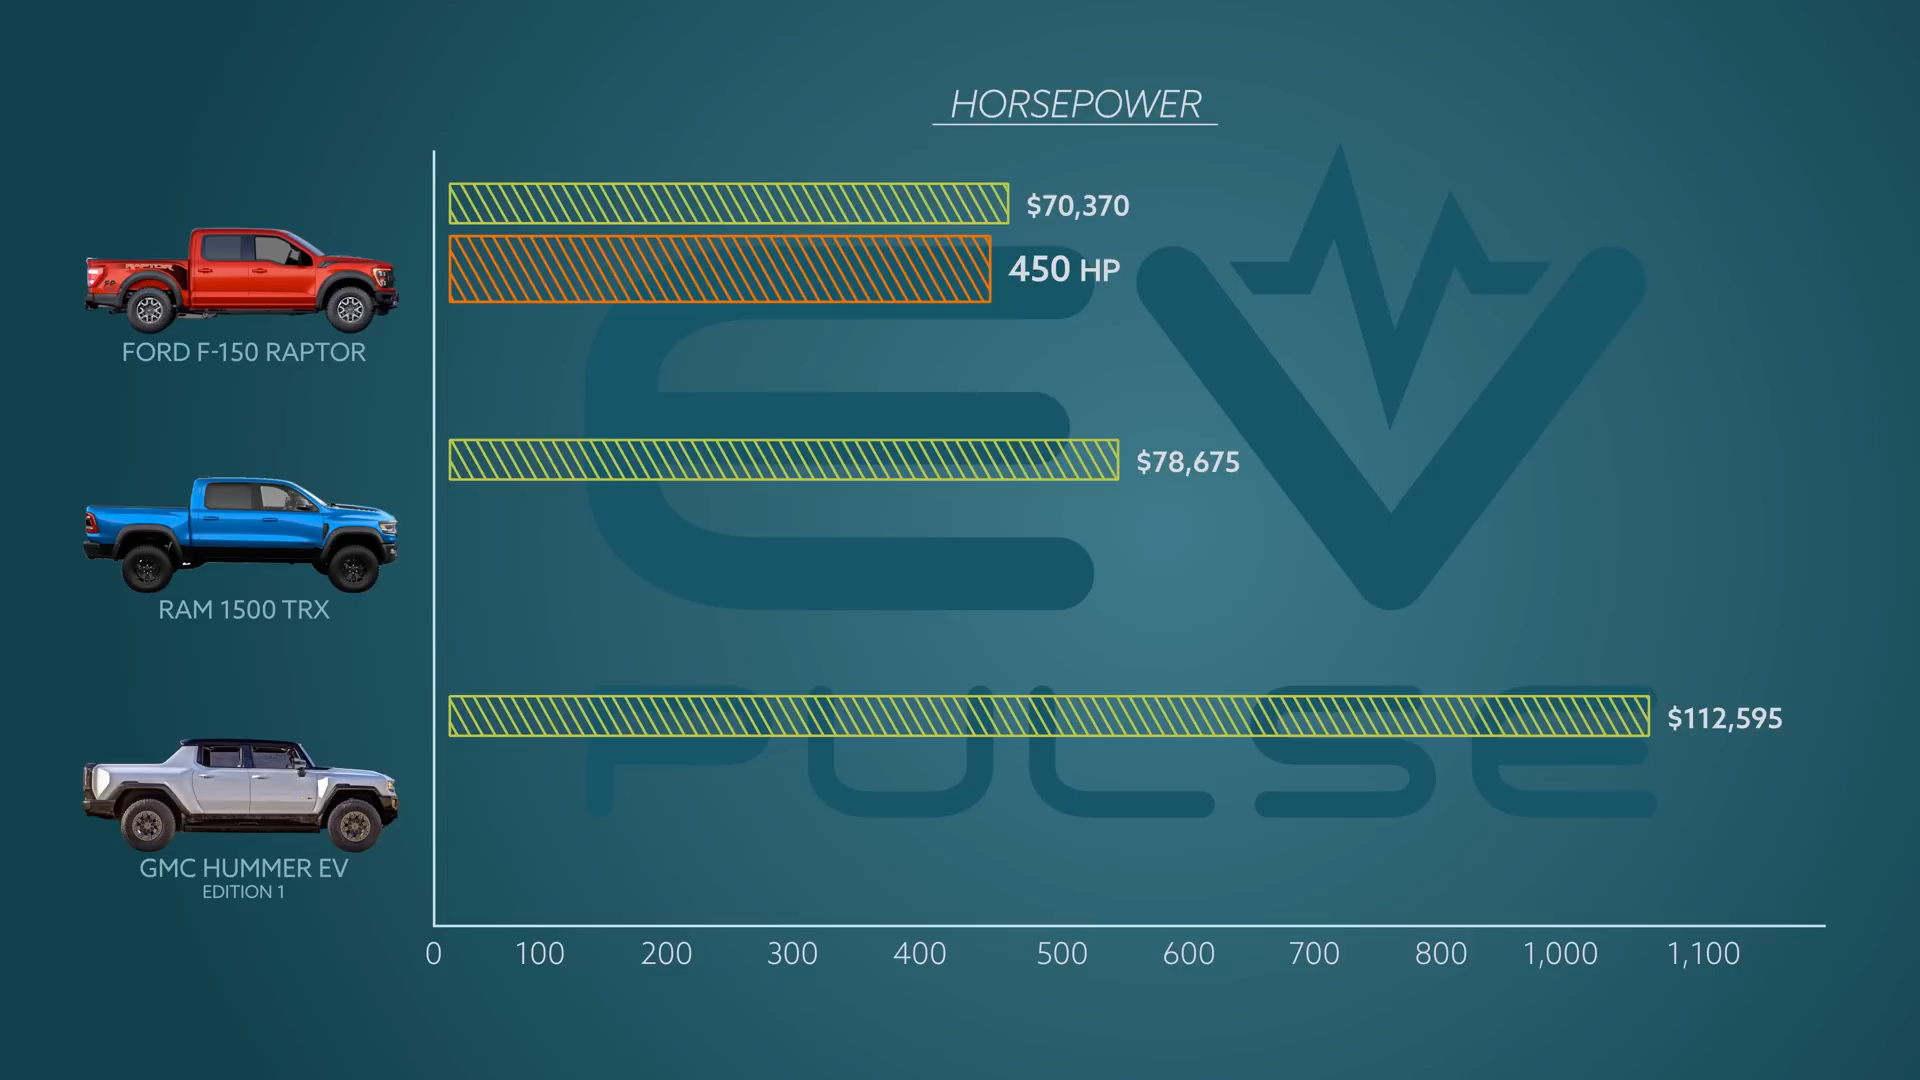 HORSEPOWER
$70,370
450 HP
RAPTOR
FORD F-150 RAPTOR
$78,675
RAM 1500 TRX
$112,595
GMC HUMMER EV
EDITION 1
0 100 200 300 400 500 600 700 800 1,000 1,100
EV
PULSE